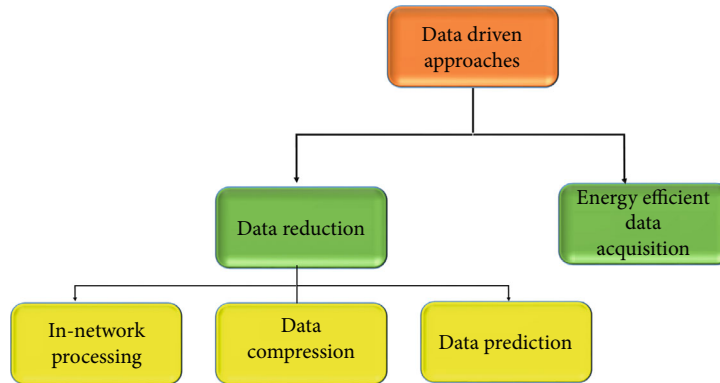 Data driven
approaches
Data reduction
Energy efficient
data
acquisition
In-network
processing
Data
compression
Data prediction